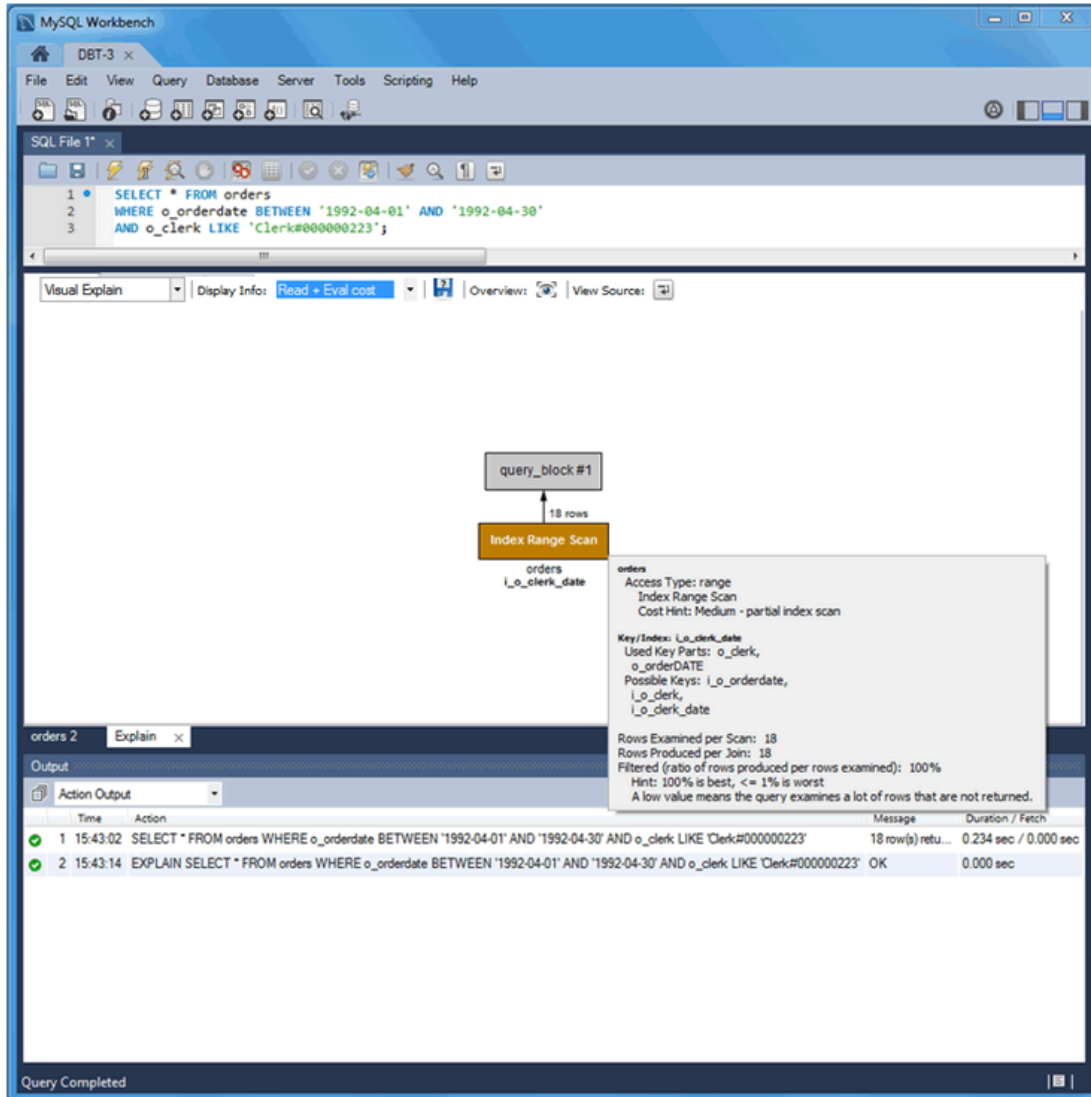 MySQL Workbench
DBT-3
File Edit View Query Database Server Tools Scripting Help
SQL File 1*
1 SELECT * FROM orders
2 WHERE o_orderdate BETWEEN '1992-04-01' AND '1992-04-30'
3 AND o_clerk LIKE 'Clerk#000000223';
Visual Explain Display Info: Read + Eval cost Overview: View Source:
query_block #1
18 rows
Index Range Scan
orders
i_o_clerk_date
orders
Access Type: range
Index Range Scan
Cost Hint: Medium - partial index scan
Key/Index: i_o_clerk_date
Used Key Parts: o_clerk,
o_orderDATE
Possible Keys: i_o_orderdate,
i_o_clerk,
i_o_clerk_date
Rows Examined per Scan: 18
Rows Produced per Join: 18
Filtered (ratio of rows produced per rows examined): 100%
Hint: 100% is best, <= 1% is worst
A low value means the query examines a lot of rows that are not returned.
orders 2 Explain
Output
Action Output
Time Action Message Duration / Fetch
1 15:43:02 SELECT * FROM orders WHERE o_orderdate BETWEEN '1992-04-01' AND '1992-04-30' AND o_clerk LIKE 'Clerk#000000223' 18 row(s) retu... 0.234 sec / 0.000 sec
2 15:43:14 EXPLAIN SELECT * FROM orders WHERE o_orderdate BETWEEN '1992-04-01' AND '1992-04-30' AND o_clerk LIKE 'Clerk#000000223' OK 0.000 sec
Query Completed